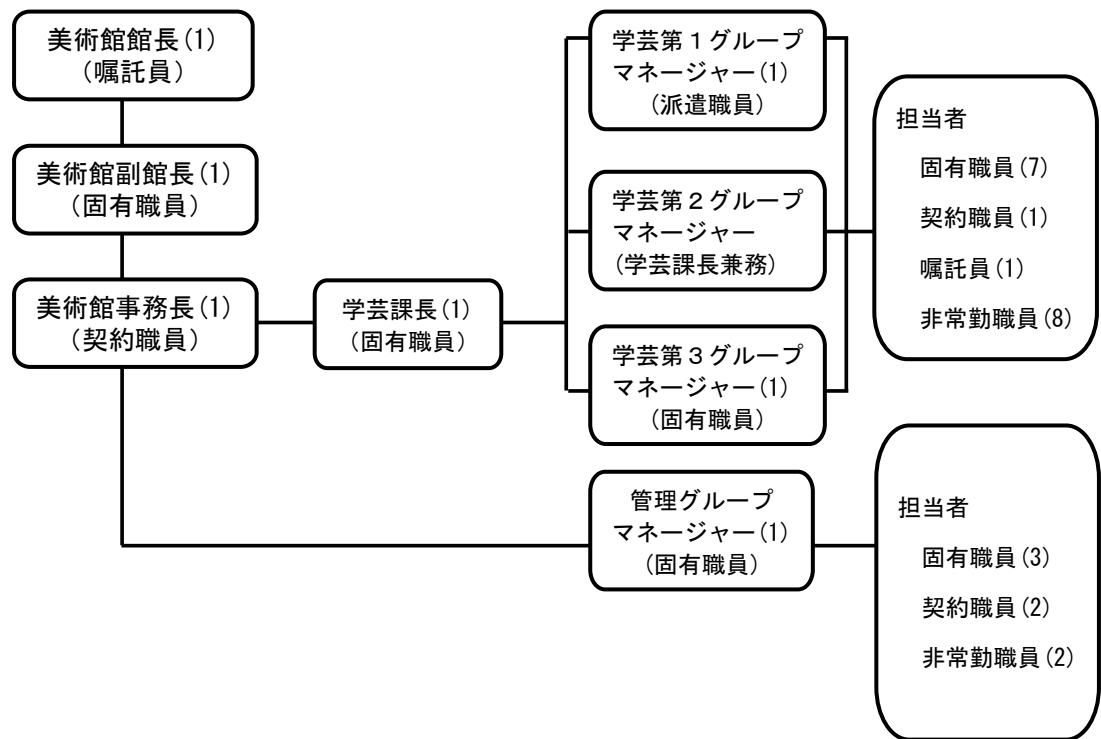 美術館館長(1)
(嘱託員)
美術館副館長(1)
(固有職員)
美術館事務長(1)
(契約職員)
学芸課長(1)
(固有職員)
学芸第１グループ
マネージャー(1)
(派遣職員)
学芸第２グループ
マネージャー
(学芸課長兼務)
学芸第３グループ
マネージャー(1)
(固有職員)
担当者
固有職員(7)
契約職員(1)
嘱託員(1)
非常勤職員(8)
管理グループ
マネージャー(1)
(固有職員)
担当者
固有職員(3)
契約職員(2)
非常勤職員(2)